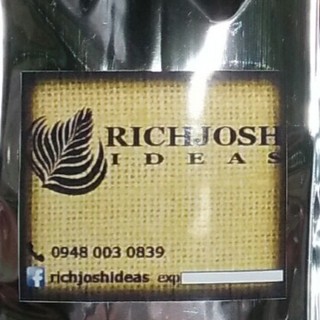 RICHJOSH
IDEAS
0948 003 0839
richjoshideas exp